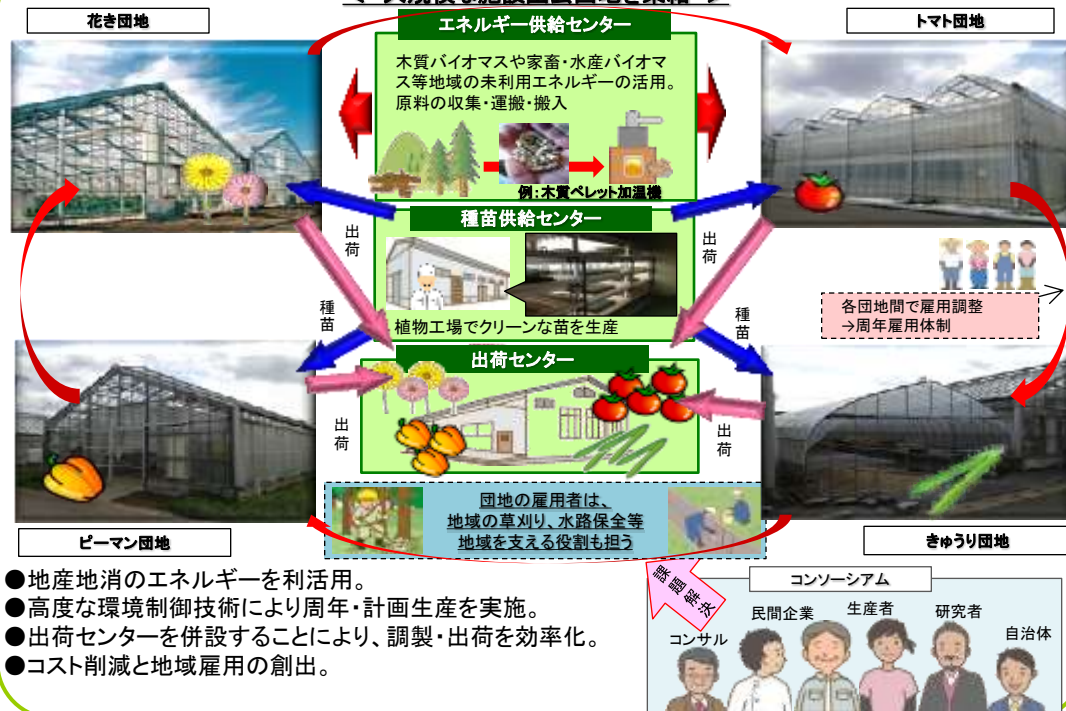 花き団地
トマト団地
エネルギー供給センター
木質バイオマスや家畜・水産バイオマ
ス等地域の未利用エネルギーの活用。
原料の収集・運搬・搬入
例:木質ペレット加温機
種苗供給センター
植物工場でクリーンな苗を生産
出荷
出荷
種苗
種苗
各団地間で雇用調整
→周年雇用体制
出荷センター
出荷
出荷
団地の雇用者は、
地域の草刈り、水路保全等
地域を支える役割も担う
ピーマン団地
きゅうり団地
●地産地消のエネルギーを利活用。
●高度な環境制御技術により周年・計画生産を実施。
●出荷センターを併設することにより、調製・出荷を効率化。
●コスト削減と地域雇用の創出。
課題解決
コンソーシアム
コンサル
民間企業
生産者
研究者
自治体